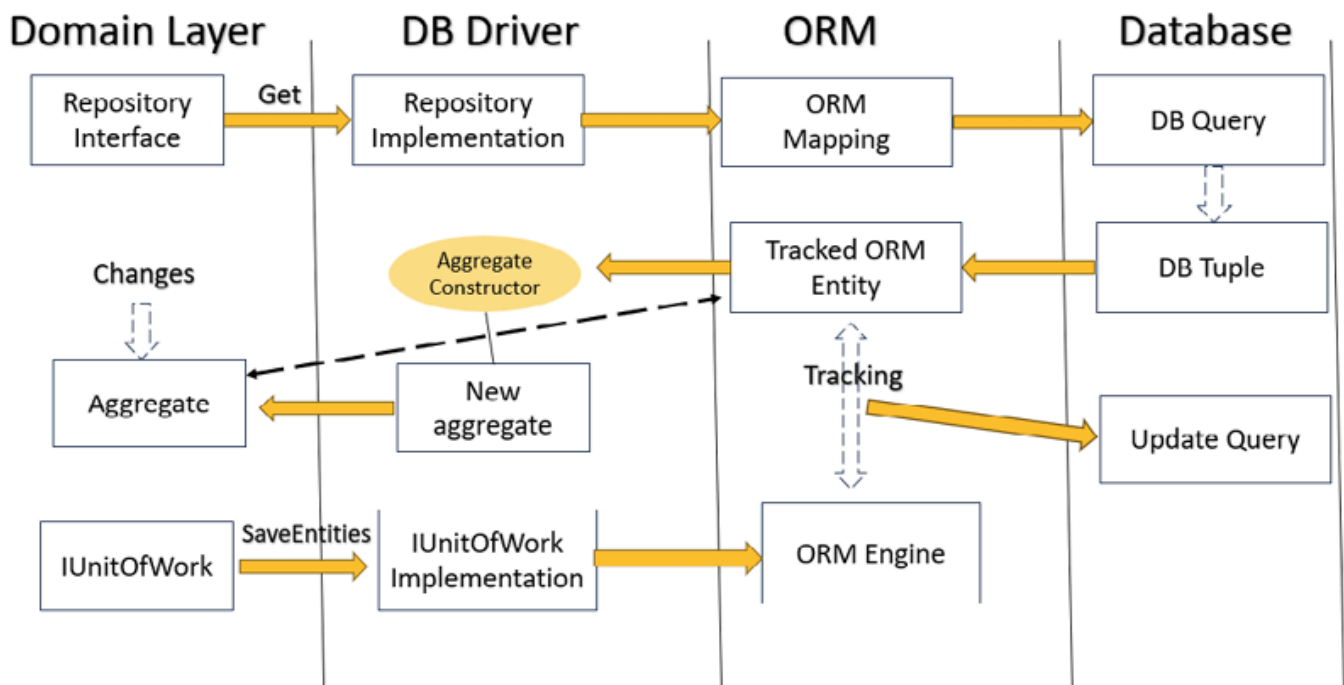 Domain Layer
DB Driver
ORM
Database
Repository
Interface
Get
Repository
Implementation
ORM
Mapping
DB Query
Changes
Aggregate
Constructor
Tracked ORM
Entity
DB Tuple
Aggregate
New
aggregate
Tracking
Update Query
IUnitOfWork
SaveEntities
IUnitOfWork
Implementation
ORM Engine